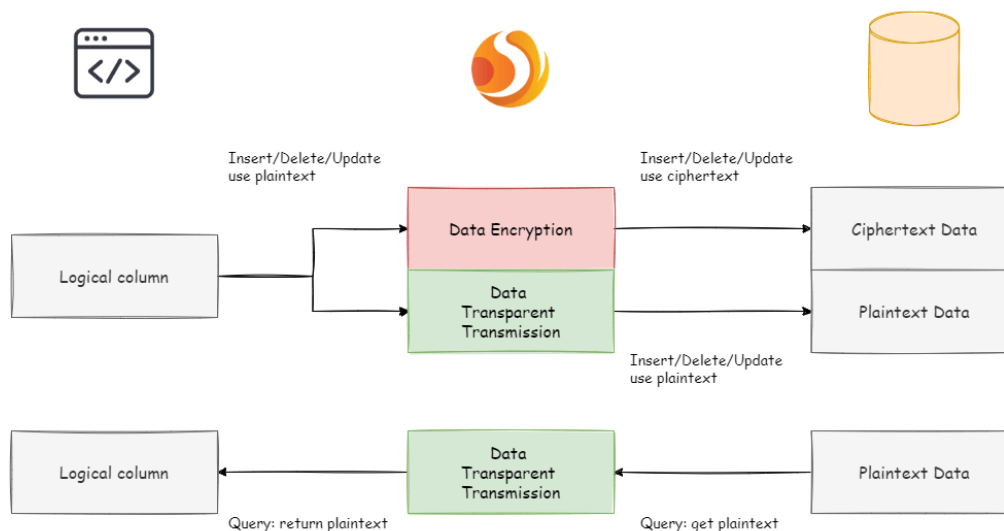 </>
Insert/Delete/Update
use plaintext
Insert/Delete/Update
use ciphertext
Logical column
Data Encryption
Ciphertext Data
Data
Transparent
Transmission
Plaintext Data
Insert/Delete/Update
use plaintext
Logical column
Data
Transparent
Transmission
Plaintext Data
Query: return plaintext
Query: get plaintext